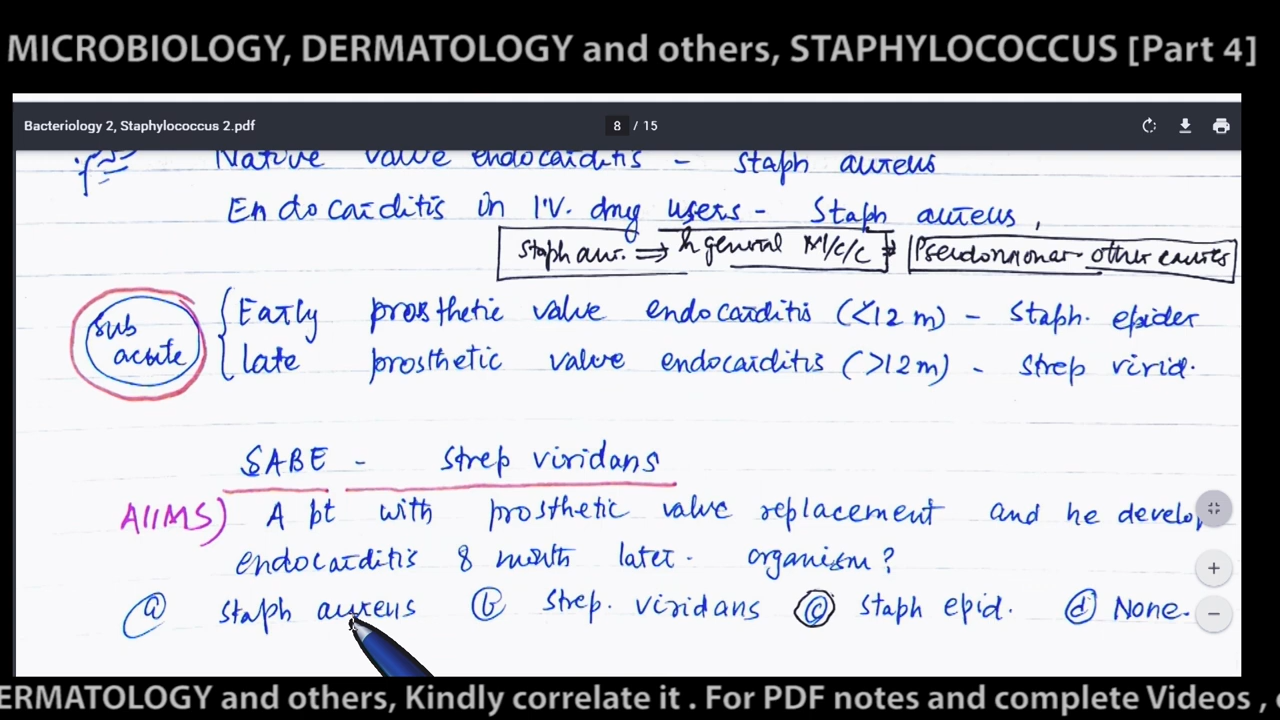 MICROBIOLOGY, DERMATOLOGY and others, STAPHYLOCOCCUS [Part 4]
Bacteriology 2, Staphylococcus 2.pdf 8 / 15
Native valve endocarditis - Staph aureus
Endocarditis in I.V. drug users - Staph aureus,
Staph aur. ⇒ In general M/C/C Pseudomonas - other causes
Sub acute
Early prosthetic valve endocarditis (<12 m) - Staph. epider
late prosthetic valve endocarditis (>12 m) - strep virid.
SABE - strep viridans
AIIMS) A pt with prosthetic valve replacement and he develop
endocarditis 8 month later. organism?
(a) staph aureus (b) strep. viridans (c) staph epid. (d) None.
ERMATOLOGY and others, Kindly correlate it . For PDF notes and complete Videos ,